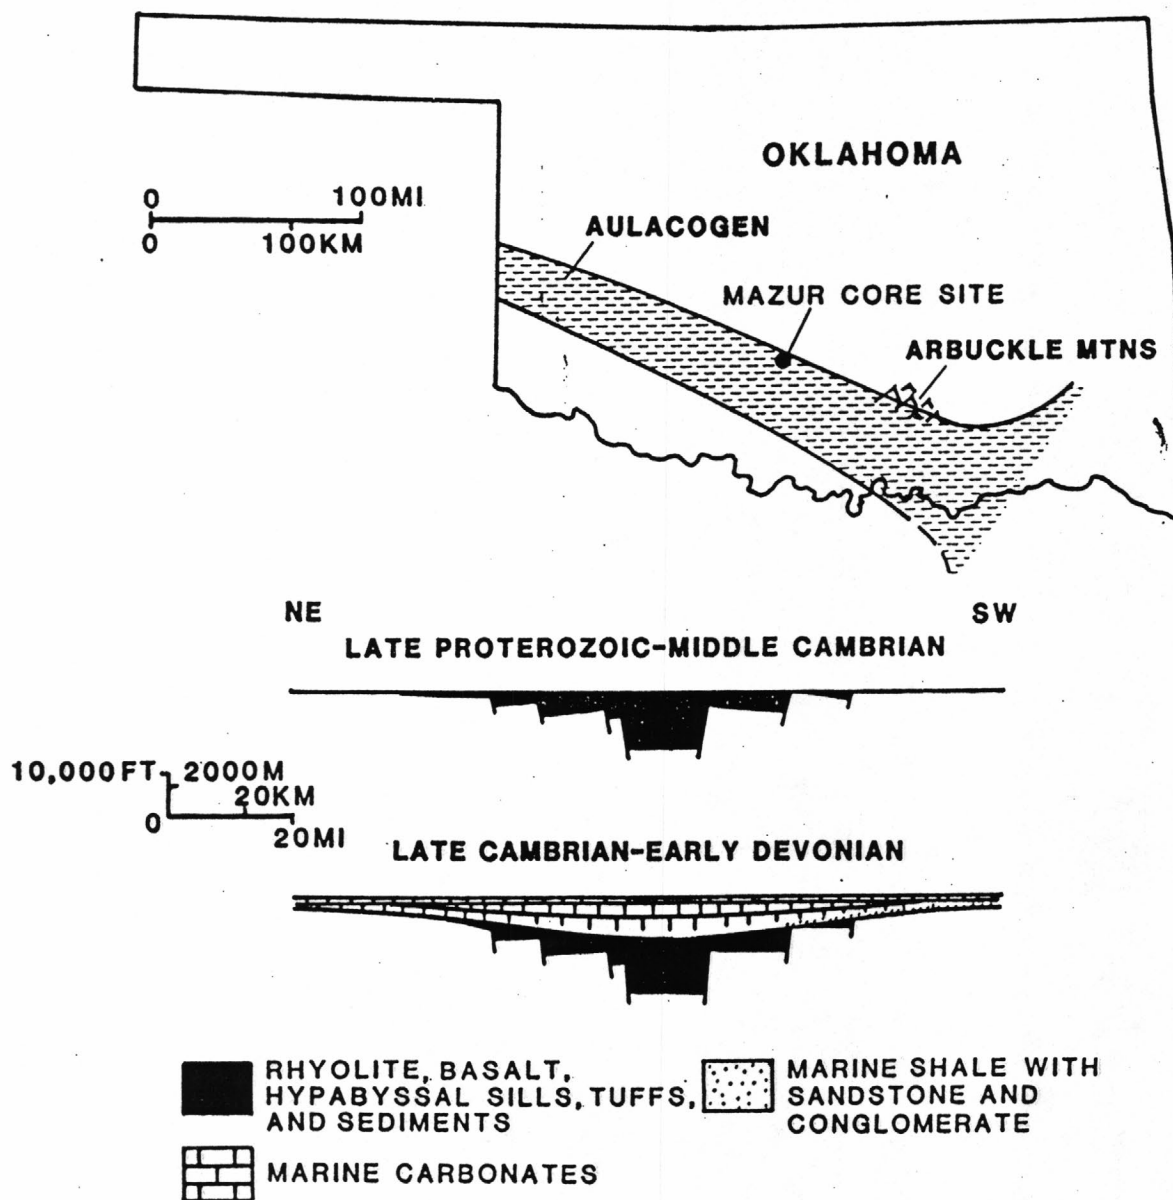 OKLAHOMA
0 100MI
0 100KM
AULACOGEN
MAZUR CORE SITE
ARBUCKLE MTNS
NE SW
LATE PROTEROZOIC-MIDDLE CAMBRIAN
10,000 FT 2000M
20KM
0
20MI
LATE CAMBRIAN-EARLY DEVONIAN
RHYOLITE, BASALT,
HYPABYSSAL SILLS, TUFFS,
AND SEDIMENTS
MARINE SHALE WITH
SANDSTONE AND
CONGLOMERATE
MARINE CARBONATES